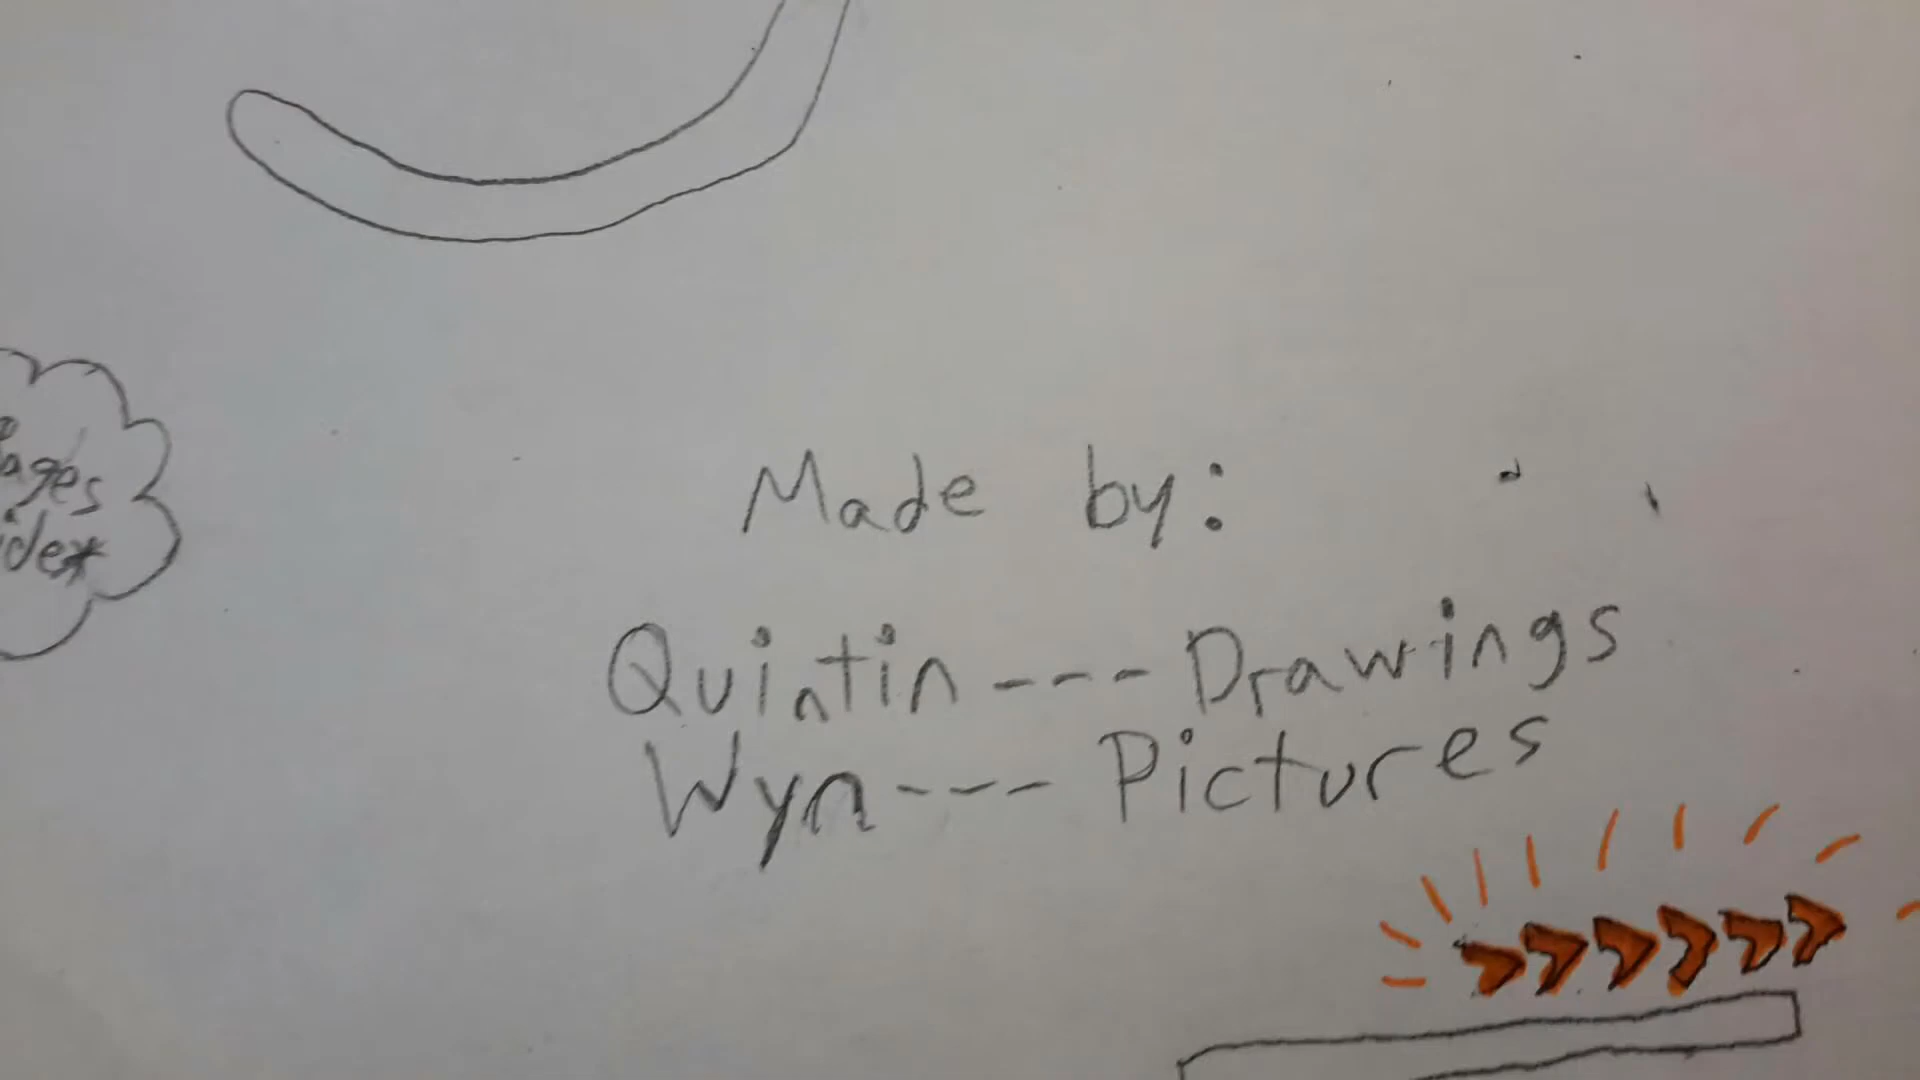 Made by:
Quintin --- Drawings
Wyn --- Pictures